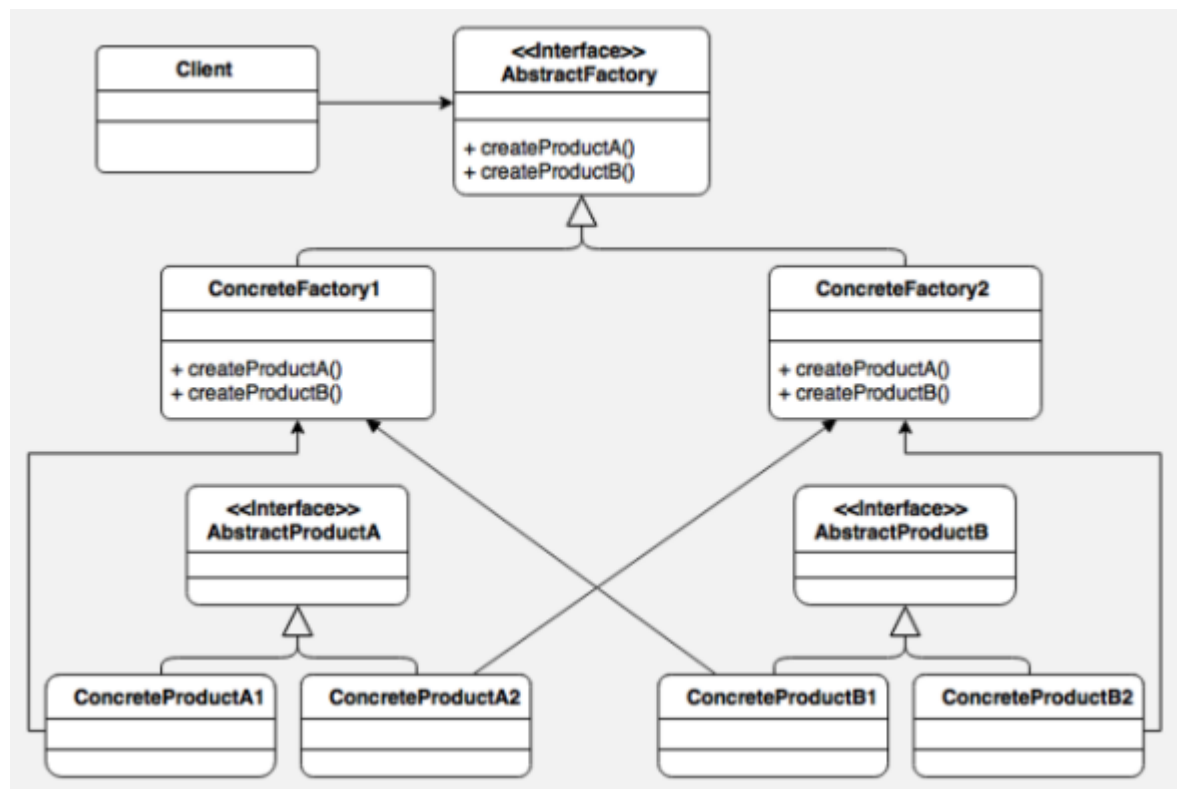 Client
<<Interface>>
AbstractFactory
+ createProductA()
+ createProductB()
ConcreteFactory1
+ createProductA()
+ createProductB()
ConcreteFactory2
+ createProductA()
+ createProductB()
<<Interface>>
AbstractProductA
<<Interface>>
AbstractProductB
ConcreteProductA1
ConcreteProductA2
ConcreteProductB1
ConcreteProductB2